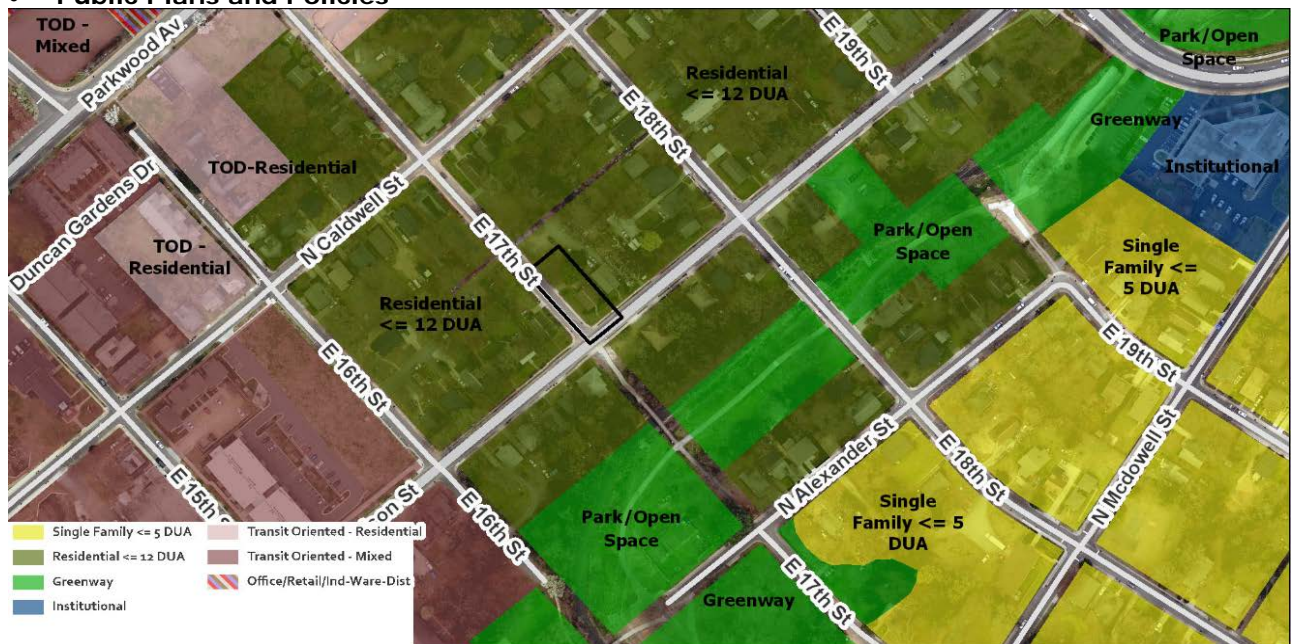 • Public Plans and Policies
TOD -
Mixed
Parkwood Av
E 19th St
Park/Open
Space
Residential
<= 12 DUA
E 18th St
Greenway
TOD-Residential
Institutional
Duncan Gardens Dr
N Caldwell St
TOD -
Residential
E 17th St
Park/Open
Space
Single
Family <=
5 DUA
Residential
<= 12 DUA
E 16th St
E 19th St
N Alexander St
N Mcdowell St
E 15th S
son St
E 16th St
Park/Open
Space
Single
Family <= 5
DUA
E 18th St
E 17th St
Greenway
Single Family <= 5 DUA
Residential <= 12 DUA
Greenway
Institutional
Transit Oriented - Residential
Transit Oriented - Mixed
Office/Retail/Ind-Ware-Dist